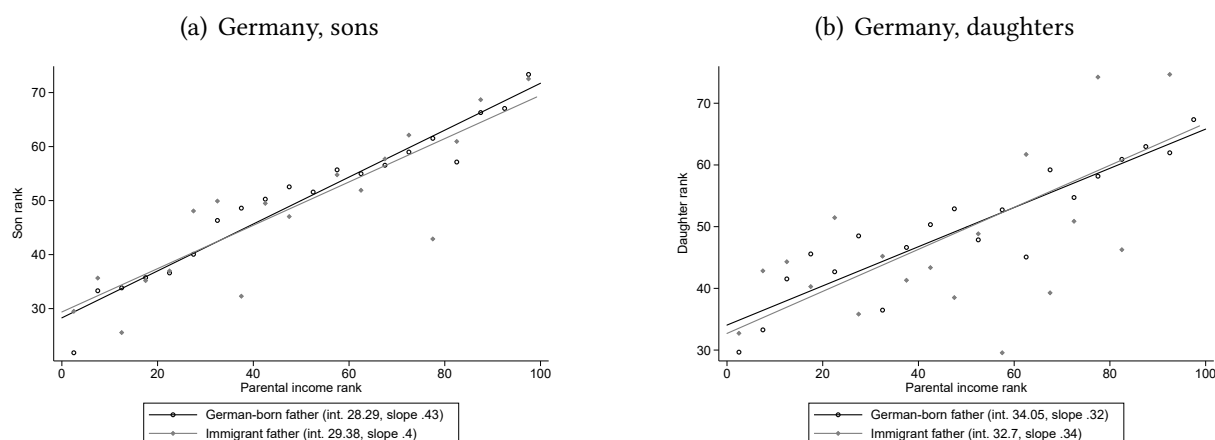 (a) Germany, sons
70
60
50
40
30
Son rank
0 20 40 60 80 100
Parental income rank
German-born father (int. 28.29, slope .43)
Immigrant father (int. 29.38, slope .4)
(b) Germany, daughters
70
60
50
40
30
Daughter rank
0 20 40 60 80 100
Parental income rank
German-born father (int. 34.05, slope .32)
Immigrant father (int. 32.7, slope .34)